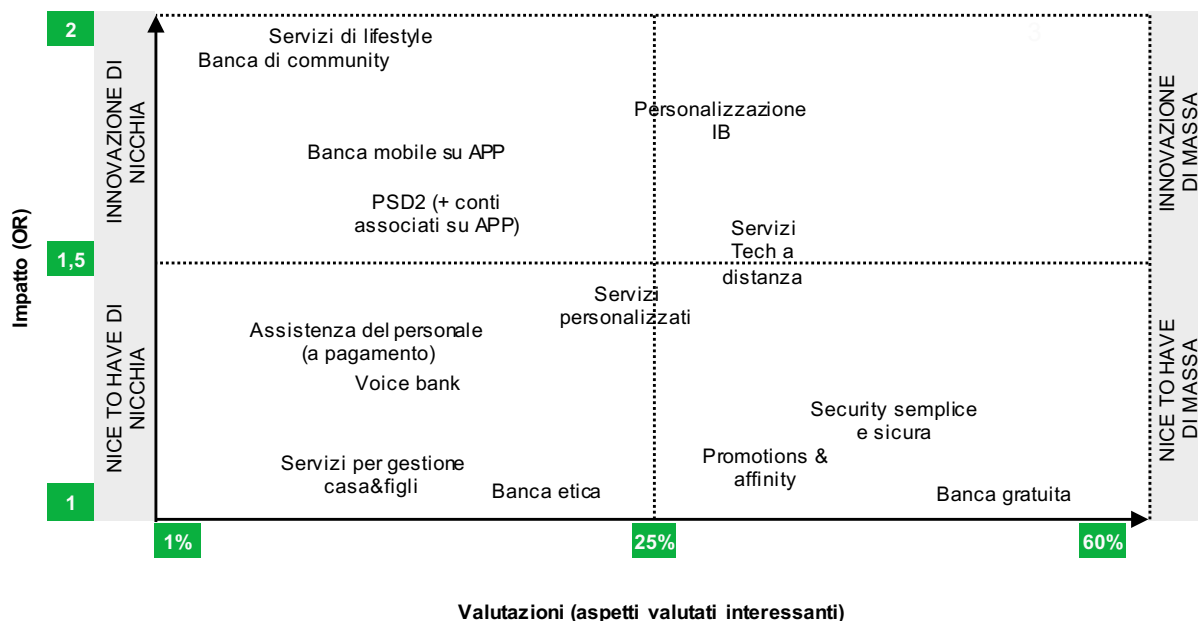 2
Servizi di lifestyle
Banca di community
INNOVAZIONE DI
NICCHIA
Personalizzazione
IB
INNOVAZIONE
DI MASSA
Banca mobile su APP
PSD2 (+ conti
associati su APP)
Servizi
Tech a
distanza
Impatto (OR)
1,5
Servizi
personalizzati
NICE TO HAVE DI
NICCHIA
Assistenza del personale
(a pagamento)
Voice bank
NICE TO HAVE
DI MASSA
Security semplice
e sicura
Servizi per gestione
casa&figli
Promotions &
affinity
Banca etica
Banca gratuita
1
1%
25%
60%
Valutazioni (aspetti valutati interessanti)